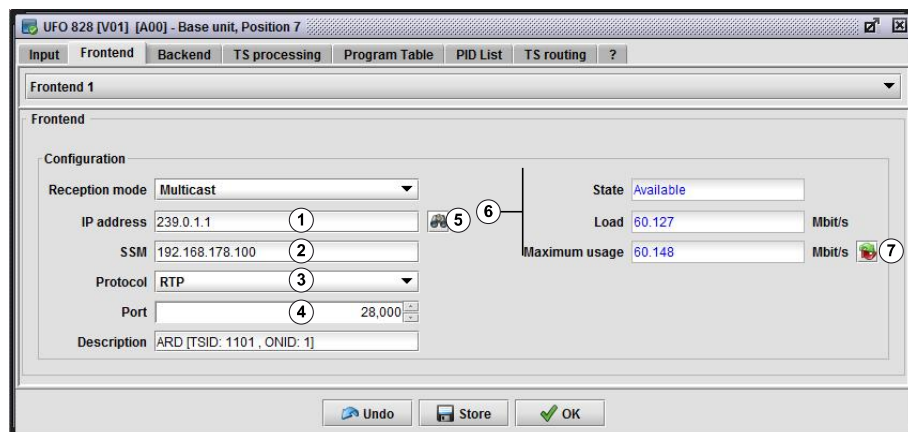 UFO 828 [V01] [A00] - Base unit, Position 7
Input Frontend Backend TS processing Program Table PID List TS routing ?
Frontend 1
Frontend
Configuration
Reception mode Multicast
State Available
IP address 239.0.1.1 1 5 6
Load 60.127 Mbit/s
SSM 192.168.178.100 2
Maximum usage 60.148 Mbit/s 7
Protocol RTP 3
Port 4 28,000
Description ARD [TSID: 1101 , ONID: 1]
Undo Store OK